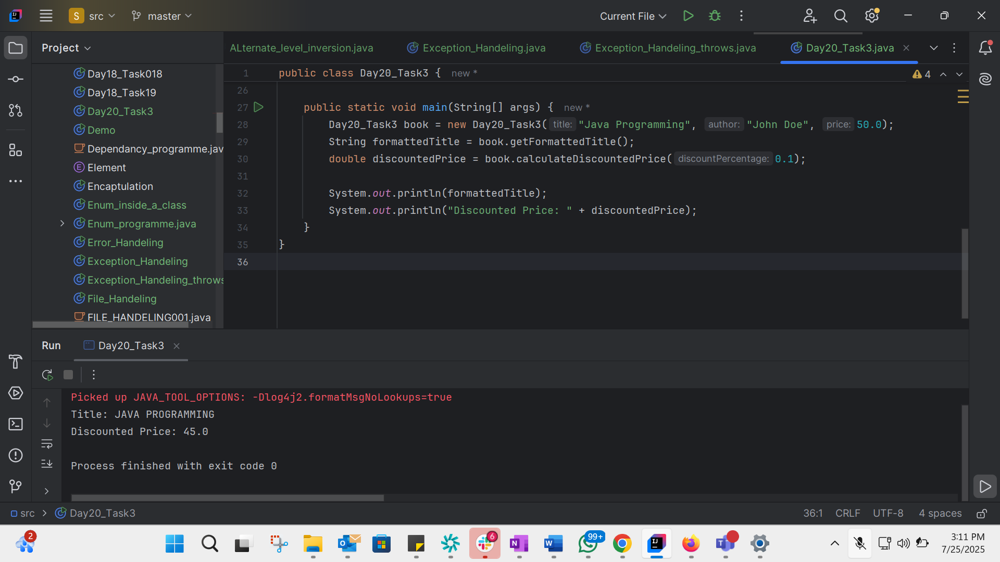 S src master Current File
Project
ALternate_level_inversion.java Exception_Handeling.java Exception_Handeling_throws.java Day20_Task3.java
Day18_Task018
Day18_Task19
Day20_Task3
Demo
Dependancy_programme.jav
Element
Encaptulation
Enum_inside_a_class
Enum_programme.java
Error_Handeling
Exception_Handeling
Exception_Handeling_throws
File_Handeling
FILE_HANDELING001.java
1 public class Day20_Task3 { new * 4
26
27 public static void main(String[] args) { new *
28 Day20_Task3 book = new Day20_Task3( title: "Java Programming", author: "John Doe", price: 50.0);
29 String formattedTitle = book.getFormattedTitle();
30 double discountedPrice = book.calculateDiscountedPrice( discountPercentage: 0.1);
31
32 System.out.println(formattedTitle);
33 System.out.println("Discounted Price: " + discountedPrice);
34 }
35 }
36
Run Day20_Task3
Picked up JAVA_TOOL_OPTIONS: -Dlog4j2.formatMsgNoLookups=true
Title: JAVA PROGRAMMING
Discounted Price: 45.0
Process finished with exit code 0
src > Day20_Task3 36:1 CRLF UTF-8 4 spaces
2 6 99+ 3:11 PM
7/25/2025